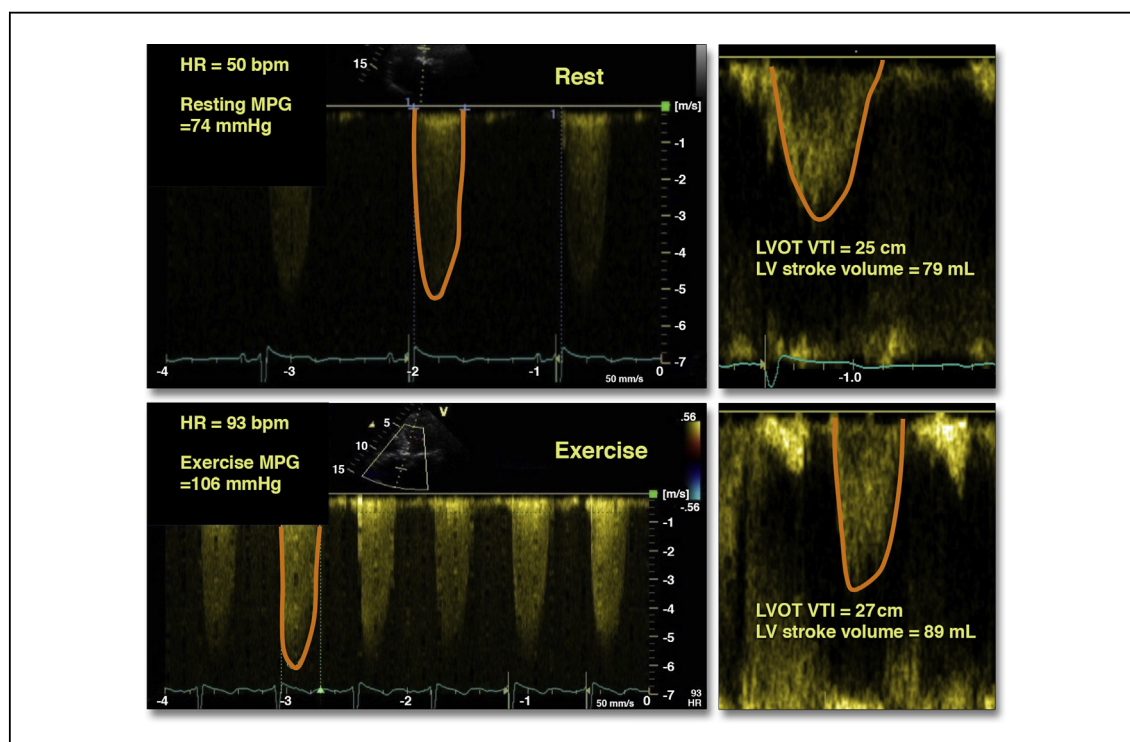 HR = 50 bpm
Resting MPG
=74 mmHg
15
Rest
1
1
[m/s]
-1
-2
-3
-4
-5
-6
-7
-4
-3
-2
-1
0
50 mm/s
LVOT VTI = 25 cm
LV stroke volume = 79 mL
-1.0
HR = 93 bpm
Exercise MPG
=106 mmHg
V
5
10
15
Exercise
.56
-.56
[m/s]
-1
-2
-3
-4
-5
-6
-7
-4
-3
-2
-1
0
50 mm/s
93
HR
LVOT VTI = 27cm
LV stroke volume = 89 mL